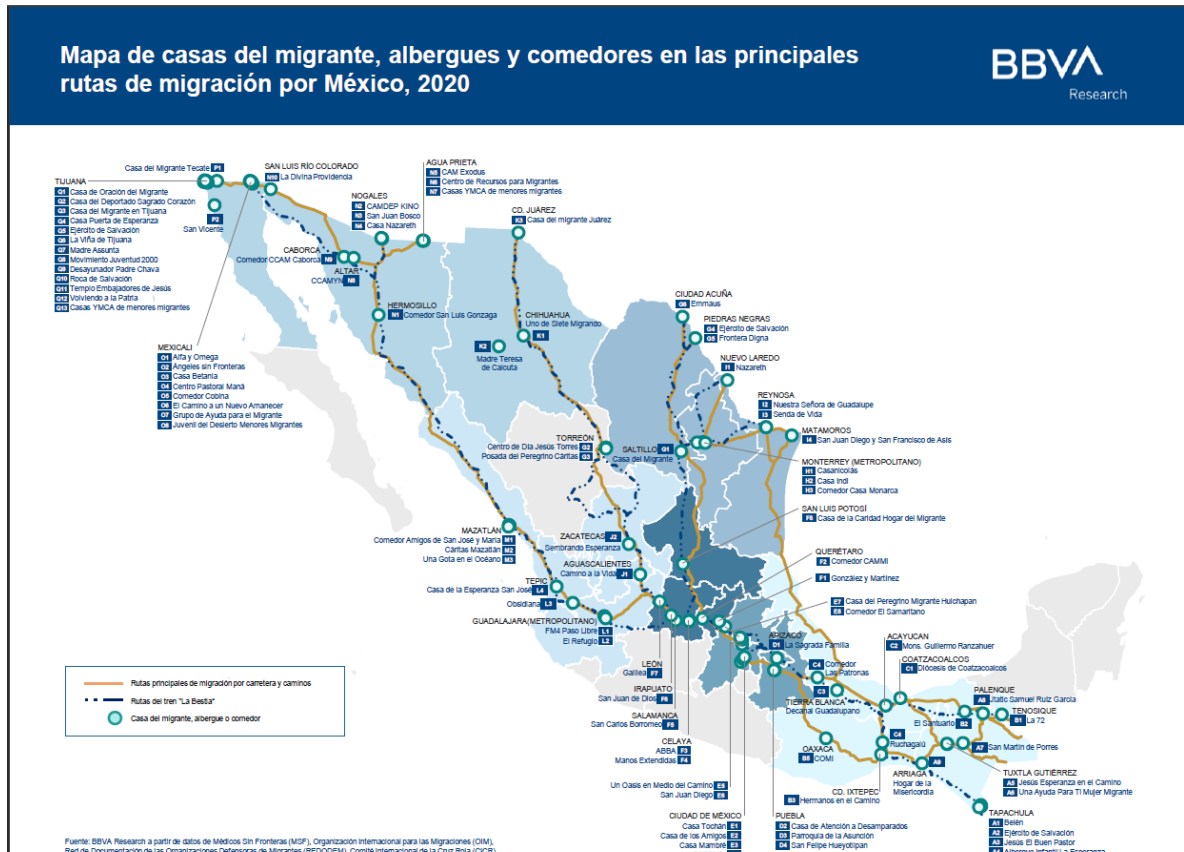 Mapa de casas del migrante, albergues y comedores en las principales
rutas de migración por México, 2020
BBVA
Research
Casa del Migrante Tecate P1
TIJUANA
Q1 Casa de Oración del Migrante
Q2 Casa del Deportado Sagrado Corazón
Q3 Casa del Migrante en Tijuana
Q4 Casa Puerta de Esperanza
Q5 Ejército de Salvación
Q6 La Viña de Tijuana
Q7 Madre Assunta
Q8 Movimiento Juventud 2000
Q9 Desayunador Padre Chava
Q10 Roca de Salvación
Q11 Templo Embajadores de Jesús
Q12 Volviendo a la Patria
Q13 Casas YMCA de menores migrantes
P2
San Vicente
SAN LUIS RÍO COLORADO
N10 La Divina Providencia
NOGALES
N2 CAMDEP KINO
N3 San Juan Bosco
N4 Casa Nazareth
AGUA PRIETA
N5 CAM Exodus
N6 Centro de Recursos para Migrantes
N7 Casas YMCA de menores migrantes
CD. JUÁREZ
K3 Casa del migrante Juárez
CABORCA
Comedor CCAM Caborca N9
ALTAR
CCAMYN N8
HERMOSILLO
N1 Comedor San Luis Gonzaga
MEXICALI
O1 Alfa y Omega
O2 Ángeles sin Fronteras
O3 Casa Betania
O4 Centro Pastoral Maná
O5 Comedor Cobina
O6 El Camino a un Nuevo Amanecer
O7 Grupo de Ayuda para el Migrante
O8 Juvenil del Desierto Menores Migrantes
CHIHUAHUA
Uno de Siete Migrando
K1
K2
Madre Teresa
de Calcuta
CIUDAD ACUÑA
G6 Emmaus
PIEDRAS NEGRAS
G4 Ejército de Salvación
G5 Frontera Digna
NUEVO LAREDO
I1 Nazareth
REYNOSA
I2 Nuestra Señora de Guadalupe
I3 Senda de Vida
MATAMOROS
I4 San Juan Diego y San Francisco de Asís
TORREÓN
Centro de Día Jesús Torres G2
Posada del Peregrino Cáritas G3
SALTILLO G1
Casa del Migrante
MONTERREY (METROPOLITANO)
H1 Casanicolás
H2 Casa Indi
H3 Comedor Casa Monarca
SAN LUIS POTOSÍ
F8 Casa de la Caridad Hogar del Migrante
MAZATLÁN
Comedor Amigos de San José y María M1
Cáritas Mazatlán M2
Una Gota en el Océano M3
ZACATECAS J2
Sembrando Esperanza
AGUASCALIENTES
Camino a la Vida J1
QUERÉTARO
F2 Comedor CAMMI
F1 González y Martínez
TEPIC
Casa de la Esperanza San José L4
Obsidiana L3
E7 Casa del Peregrino Migrante Huichapan
E8 Comedor El Samaritano
GUADALAJARA(METROPOLITANO)
FM4 Paso Libre L1
El Refugio L2
APIZACO
D1 La Sagrada Familia
ACAYUCAN
C2 Mons. Guillermo Ranzahuer
COATZACOALCOS
C1 Diócesis de Coatzacoalcos
LEÓN
Galilea F7
IRAPUATO
San Juan de Dios F6
SALAMANCA
San Carlos Borromeo F5
CELAYA
ABBA F3
Manos Extendidas F4
C4 Comedor
Las Patronas
C3
TIERRA BLANCA
Decanal Guadalupano
PALENQUE
A8 Jtatic Samuel Ruiz García
TENOSIQUE
B1 La 72
El Santuario B2
Ruchagalú
A7 San Martín de Porres
OAXACA
COMI
A9
ARRIAGA
Hogar de la
Misericordia
TUXTLA GUTIÉRREZ
A5 Jesús Esperanza en el Camino
A6 Una Ayuda Para Ti Mujer Migrante
CD. IXTEPEC
B3 Hermanos en el Camino
Un Oasis en Medio del Camino E5
San Juan Diego E6
CIUDAD DE MÉXICO
Casa Tochán E1
Casa de los Amigos E2
Casa Mambré E3
PUEBLA
D2 Casa de Atención a Desamparados
D3 Parroquia de la Asunción
D4 San Felipe Hueyotlipan
TAPACHULA
A1 Belén
A2 Ejército de Salvación
A3 Jesús El Buen Pastor
A4 Albergue Infantil La Esperanza
Rutas principales de migración por carretera y caminos
Rutas del tren "La Bestia"
Casa del migrante, albergue o comedor
Fuente: BBVA Research a partir de datos de Médicos Sin Fronteras (MSF), Organización Internacional para las Migraciones (OIM),
Red de Documentación de las Organizaciones Defensoras de Migrantes (REDODEM), Comité Internacional de la Cruz Roja (CICR)